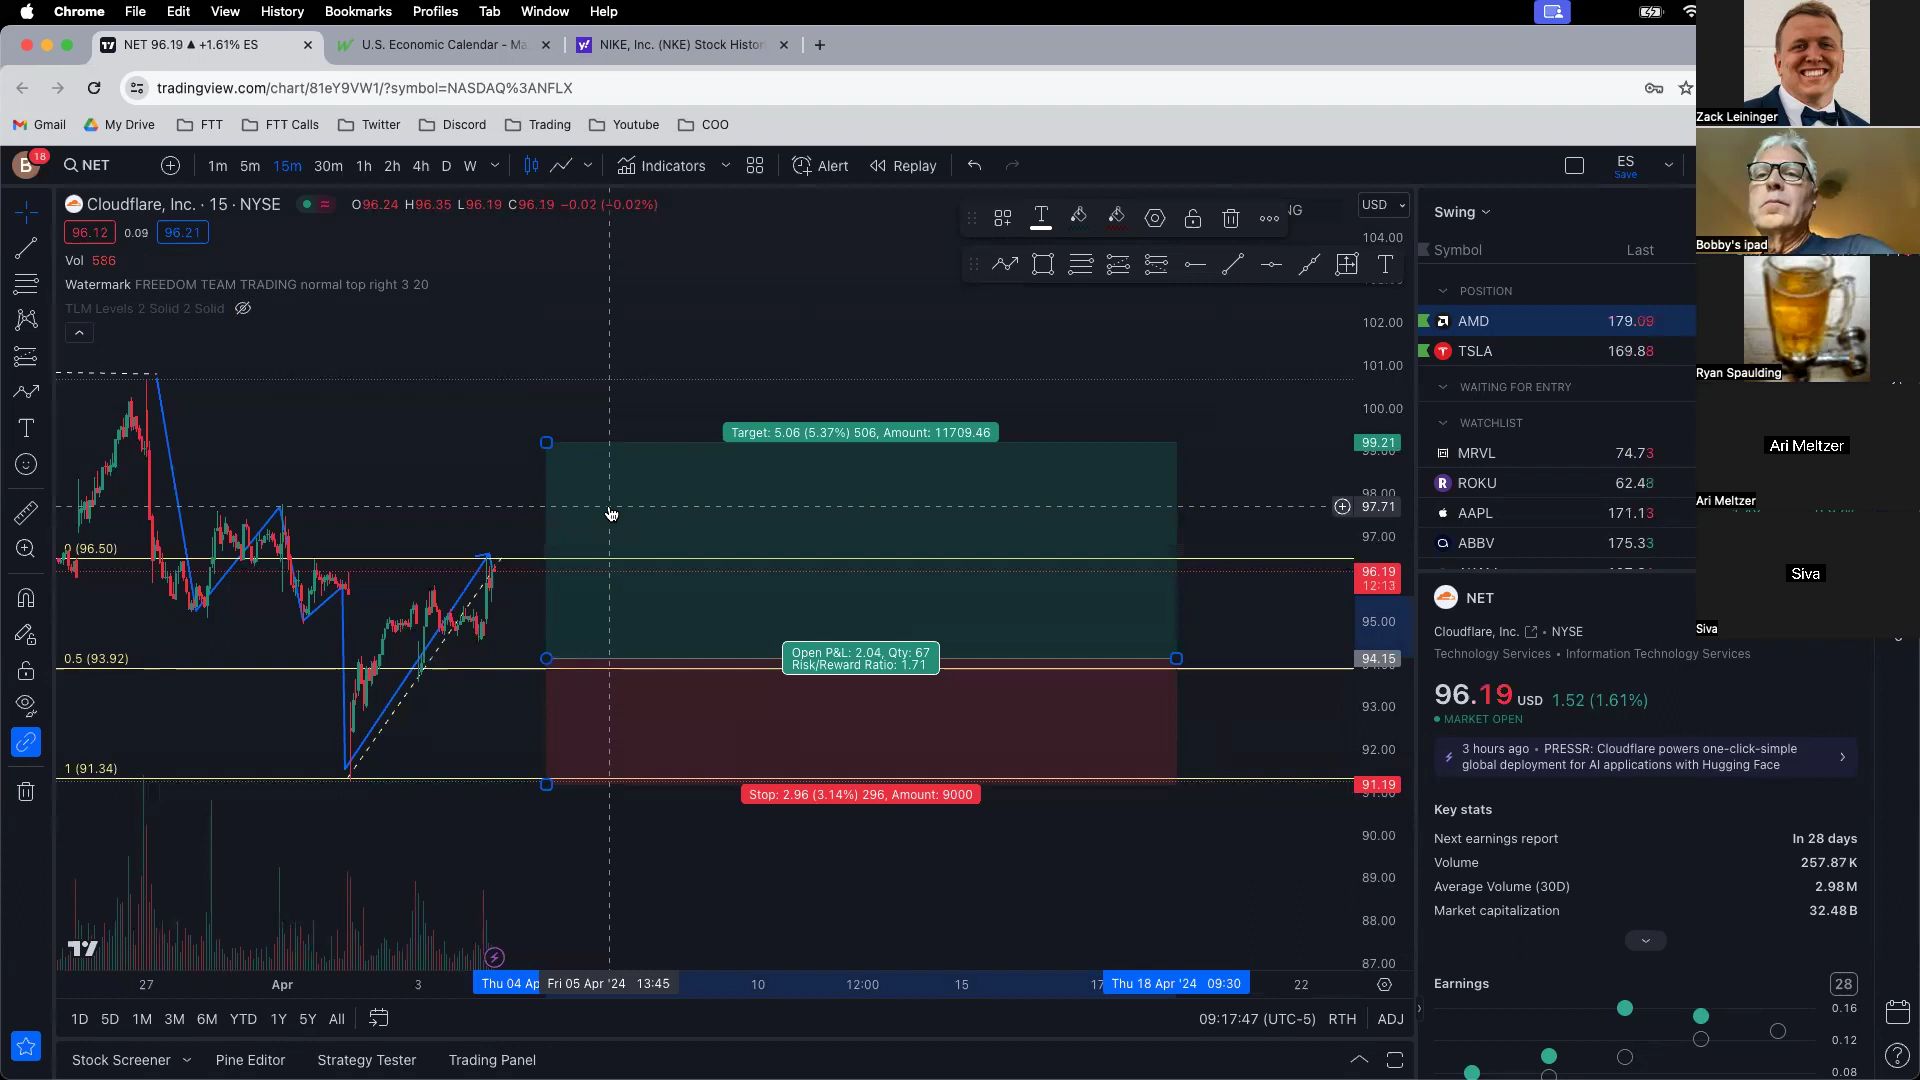 Chrome File Edit View History Bookmarks Profiles Tab Window Help
NET 96.19 ▲ +1.61% ES
U.S. Economic Calendar - Ma
NIKE, Inc. (NKE) Stock Histor
tradingview.com/chart/81eY9VW1/?symbol=NASDAQ%3ANFLX
Gmail My Drive FTT FTT Calls Twitter Discord Trading Youtube COO
B 18 NET 1m 5m 15m 30m 1h 2h 4h D W Indicators Alert Replay ES
Save
Cloudflare, Inc. · 15 · NYSE O96.24 H96.35 L96.19 C96.19 −0.02 (−0.02%)
96.12 0.09 96.21
Vol 586
Watermark FREEDOM TEAM TRADING normal top right 3 20
TLM Levels 2 Solid 2 Solid
NG
USD
104.00
102.00
101.00
100.00
99.21
98.00
97.71
97.00
96.19
12:13
95.00
94.15
93.00
92.00
91.19
90.00
89.00
88.00
87.00
Target: 5.06 (5.37%) 506, Amount: 11709.46
0 (96.50)
0.5 (93.92)
Open P&L: 2.04, Qty: 67
Risk/Reward Ratio: 1.71
1 (91.34)
Stop: 2.96 (3.14%) 296, Amount: 9000
27 Apr 3 Thu 04 Ap Fri 05 Apr '24 13:45 10 12:00 15 17 Thu 18 Apr '24 09:30 22
1D 5D 1M 3M 6M YTD 1Y 5Y All 09:17:47 (UTC-5) RTH ADJ
Stock Screener Pine Editor Strategy Tester Trading Panel
Swing
Symbol Last
POSITION
AMD 179.09
TSLA 169.88
WAITING FOR ENTRY
WATCHLIST
MRVL 74.73
ROKU 62.48
AAPL 171.13
ABBV 175.33
NET
Cloudflare, Inc. • NYSE
Technology Services • Information Technology Services
96.19 USD 1.52 (1.61%)
MARKET OPEN
3 hours ago • PRESSR: Cloudflare powers one-click-simple
global deployment for AI applications with Hugging Face
Key stats
Next earnings report In 28 days
Volume 257.87K
Average Volume (30D) 2.98M
Market capitalization 32.48B
Earnings 28
0.16
0.12
0.08
Zack Leininger
Bobby's ipad
Ryan Spaulding
Ari Meltzer
Ari Meltzer
Siva
Siva